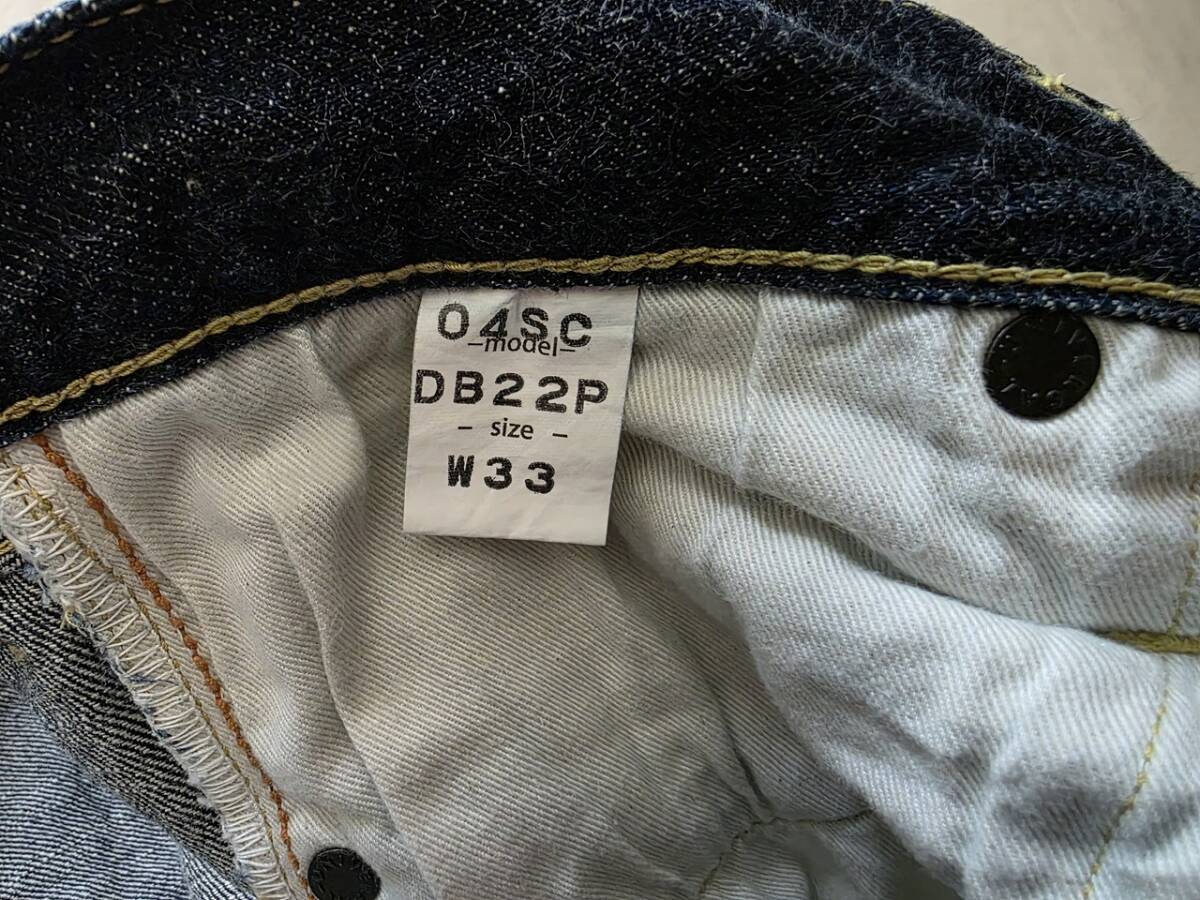 04SC
-model-
DB22P
- size -
W33